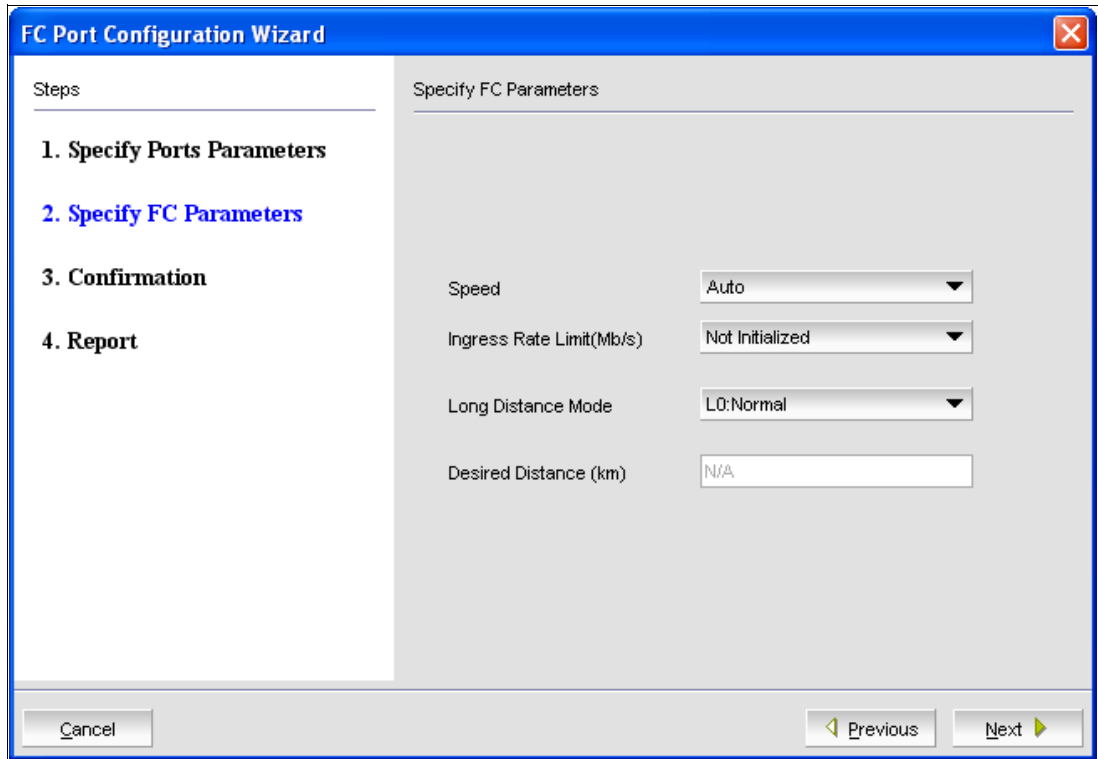 FC Port Configuration Wizard
Steps
1. Specify Ports Parameters
2. Specify FC Parameters
3. Confirmation
4. Report
Specify FC Parameters
Speed
Auto
Ingress Rate Limit(Mb/s)
Not Initialized
Long Distance Mode
L0:Normal
Desired Distance (km)
N/A
Cancel
Previous
Next